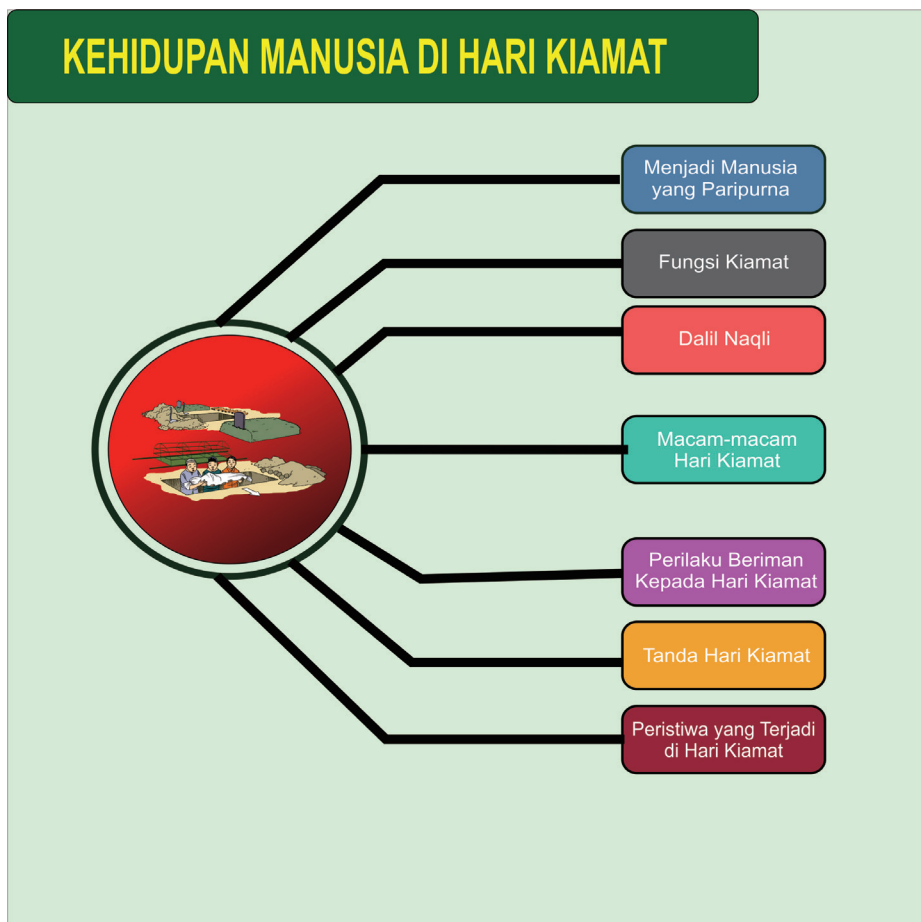 KEHIDUPAN MANUSIA DI HARI KIAMAT
Menjadi Manusia
yang Paripurna
Fungsi Kiamat
Dalil Naqli
Macam-macam
Hari Kiamat
Perilaku Beriman
Kepada Hari Kiamat
Tanda Hari Kiamat
Peristiwa yang Terjadi
di Hari Kiamat